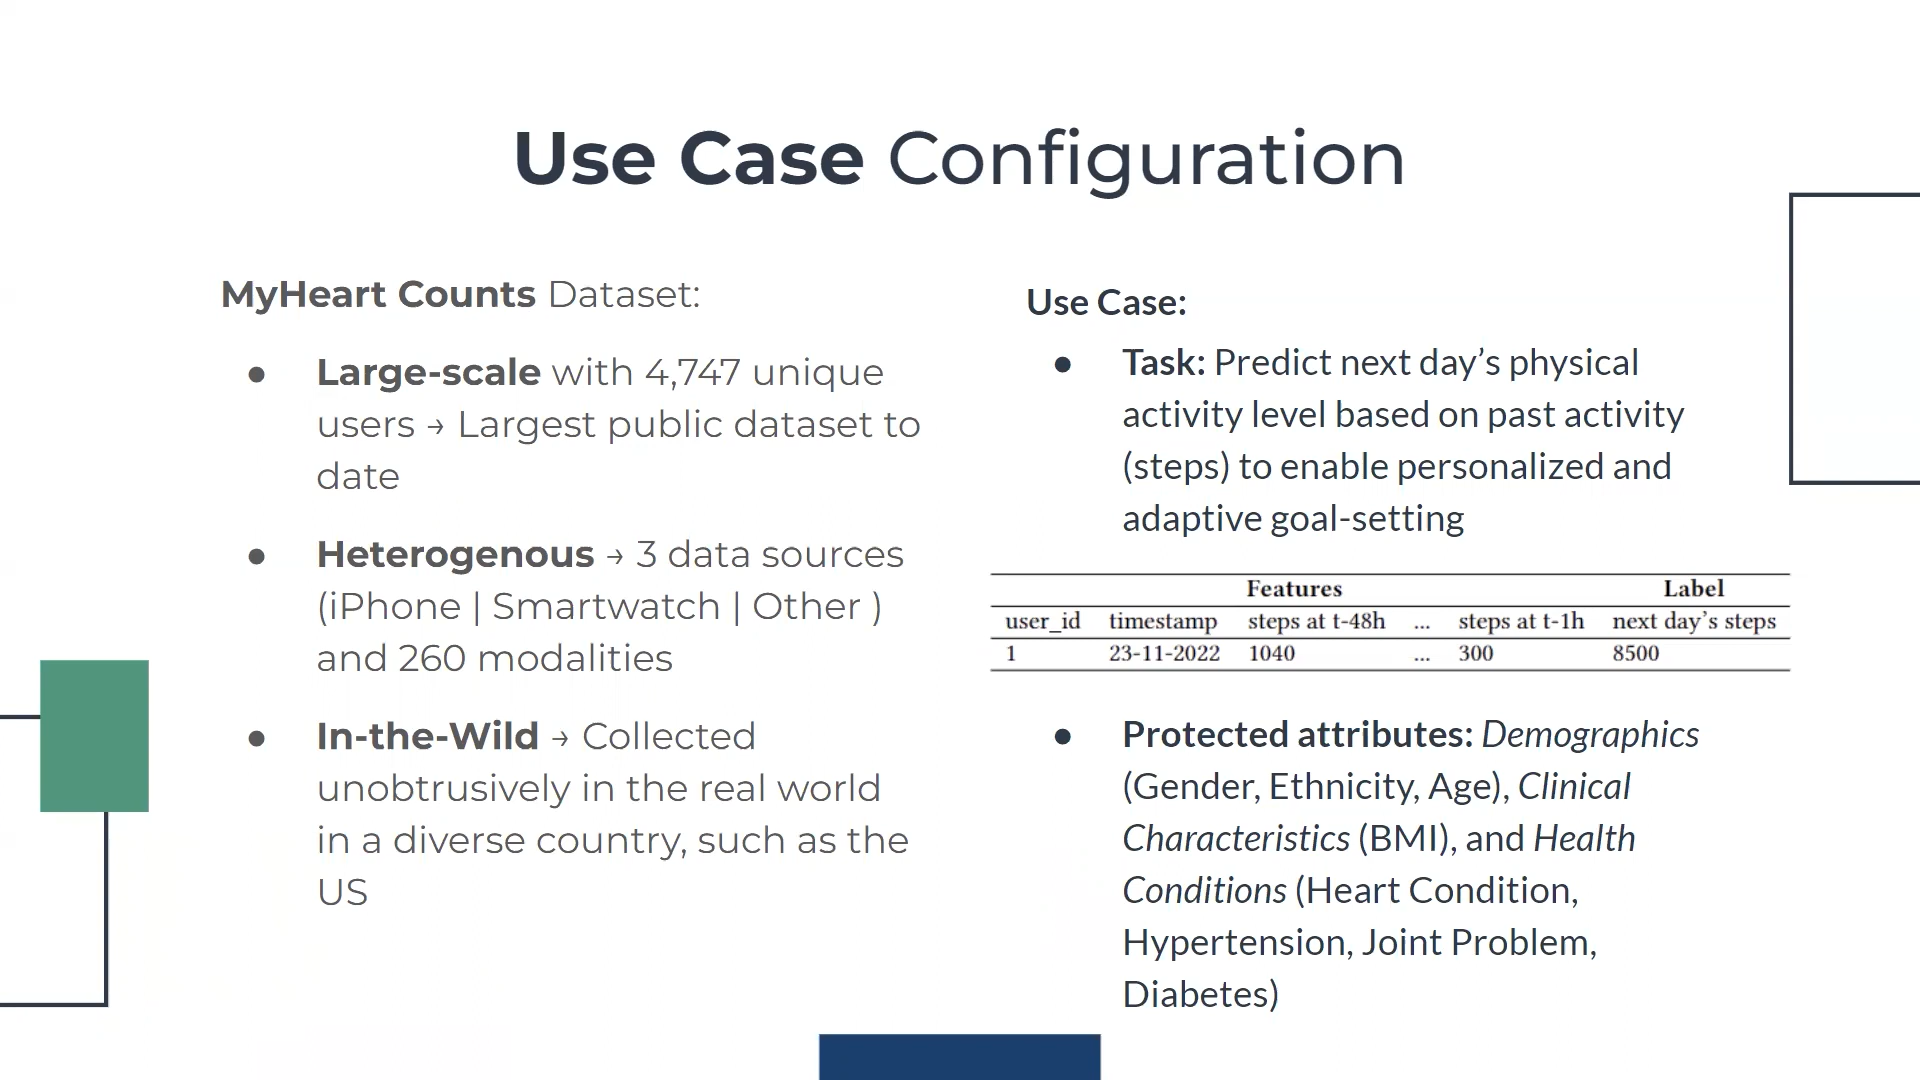 Use Case Configuration
MyHeart Counts Dataset:
● Large-scale with 4,747 unique
users → Largest public dataset to
date
● Heterogenous → 3 data sources
(iPhone | Smartwatch | Other )
and 260 modalities
● In-the-Wild → Collected
unobtrusively in the real world
in a diverse country, such as the
US
Use Case:
● Task: Predict next day’s physical
activity level based on past activity
(steps) to enable personalized and
adaptive goal-setting
Features Label
user_id timestamp steps at t-48h ... steps at t-1h next day’s steps
1 23-11-2022 1040 ... 300 8500
● Protected attributes: Demographics
(Gender, Ethnicity, Age), Clinical
Characteristics (BMI), and Health
Conditions (Heart Condition,
Hypertension, Joint Problem,
Diabetes)